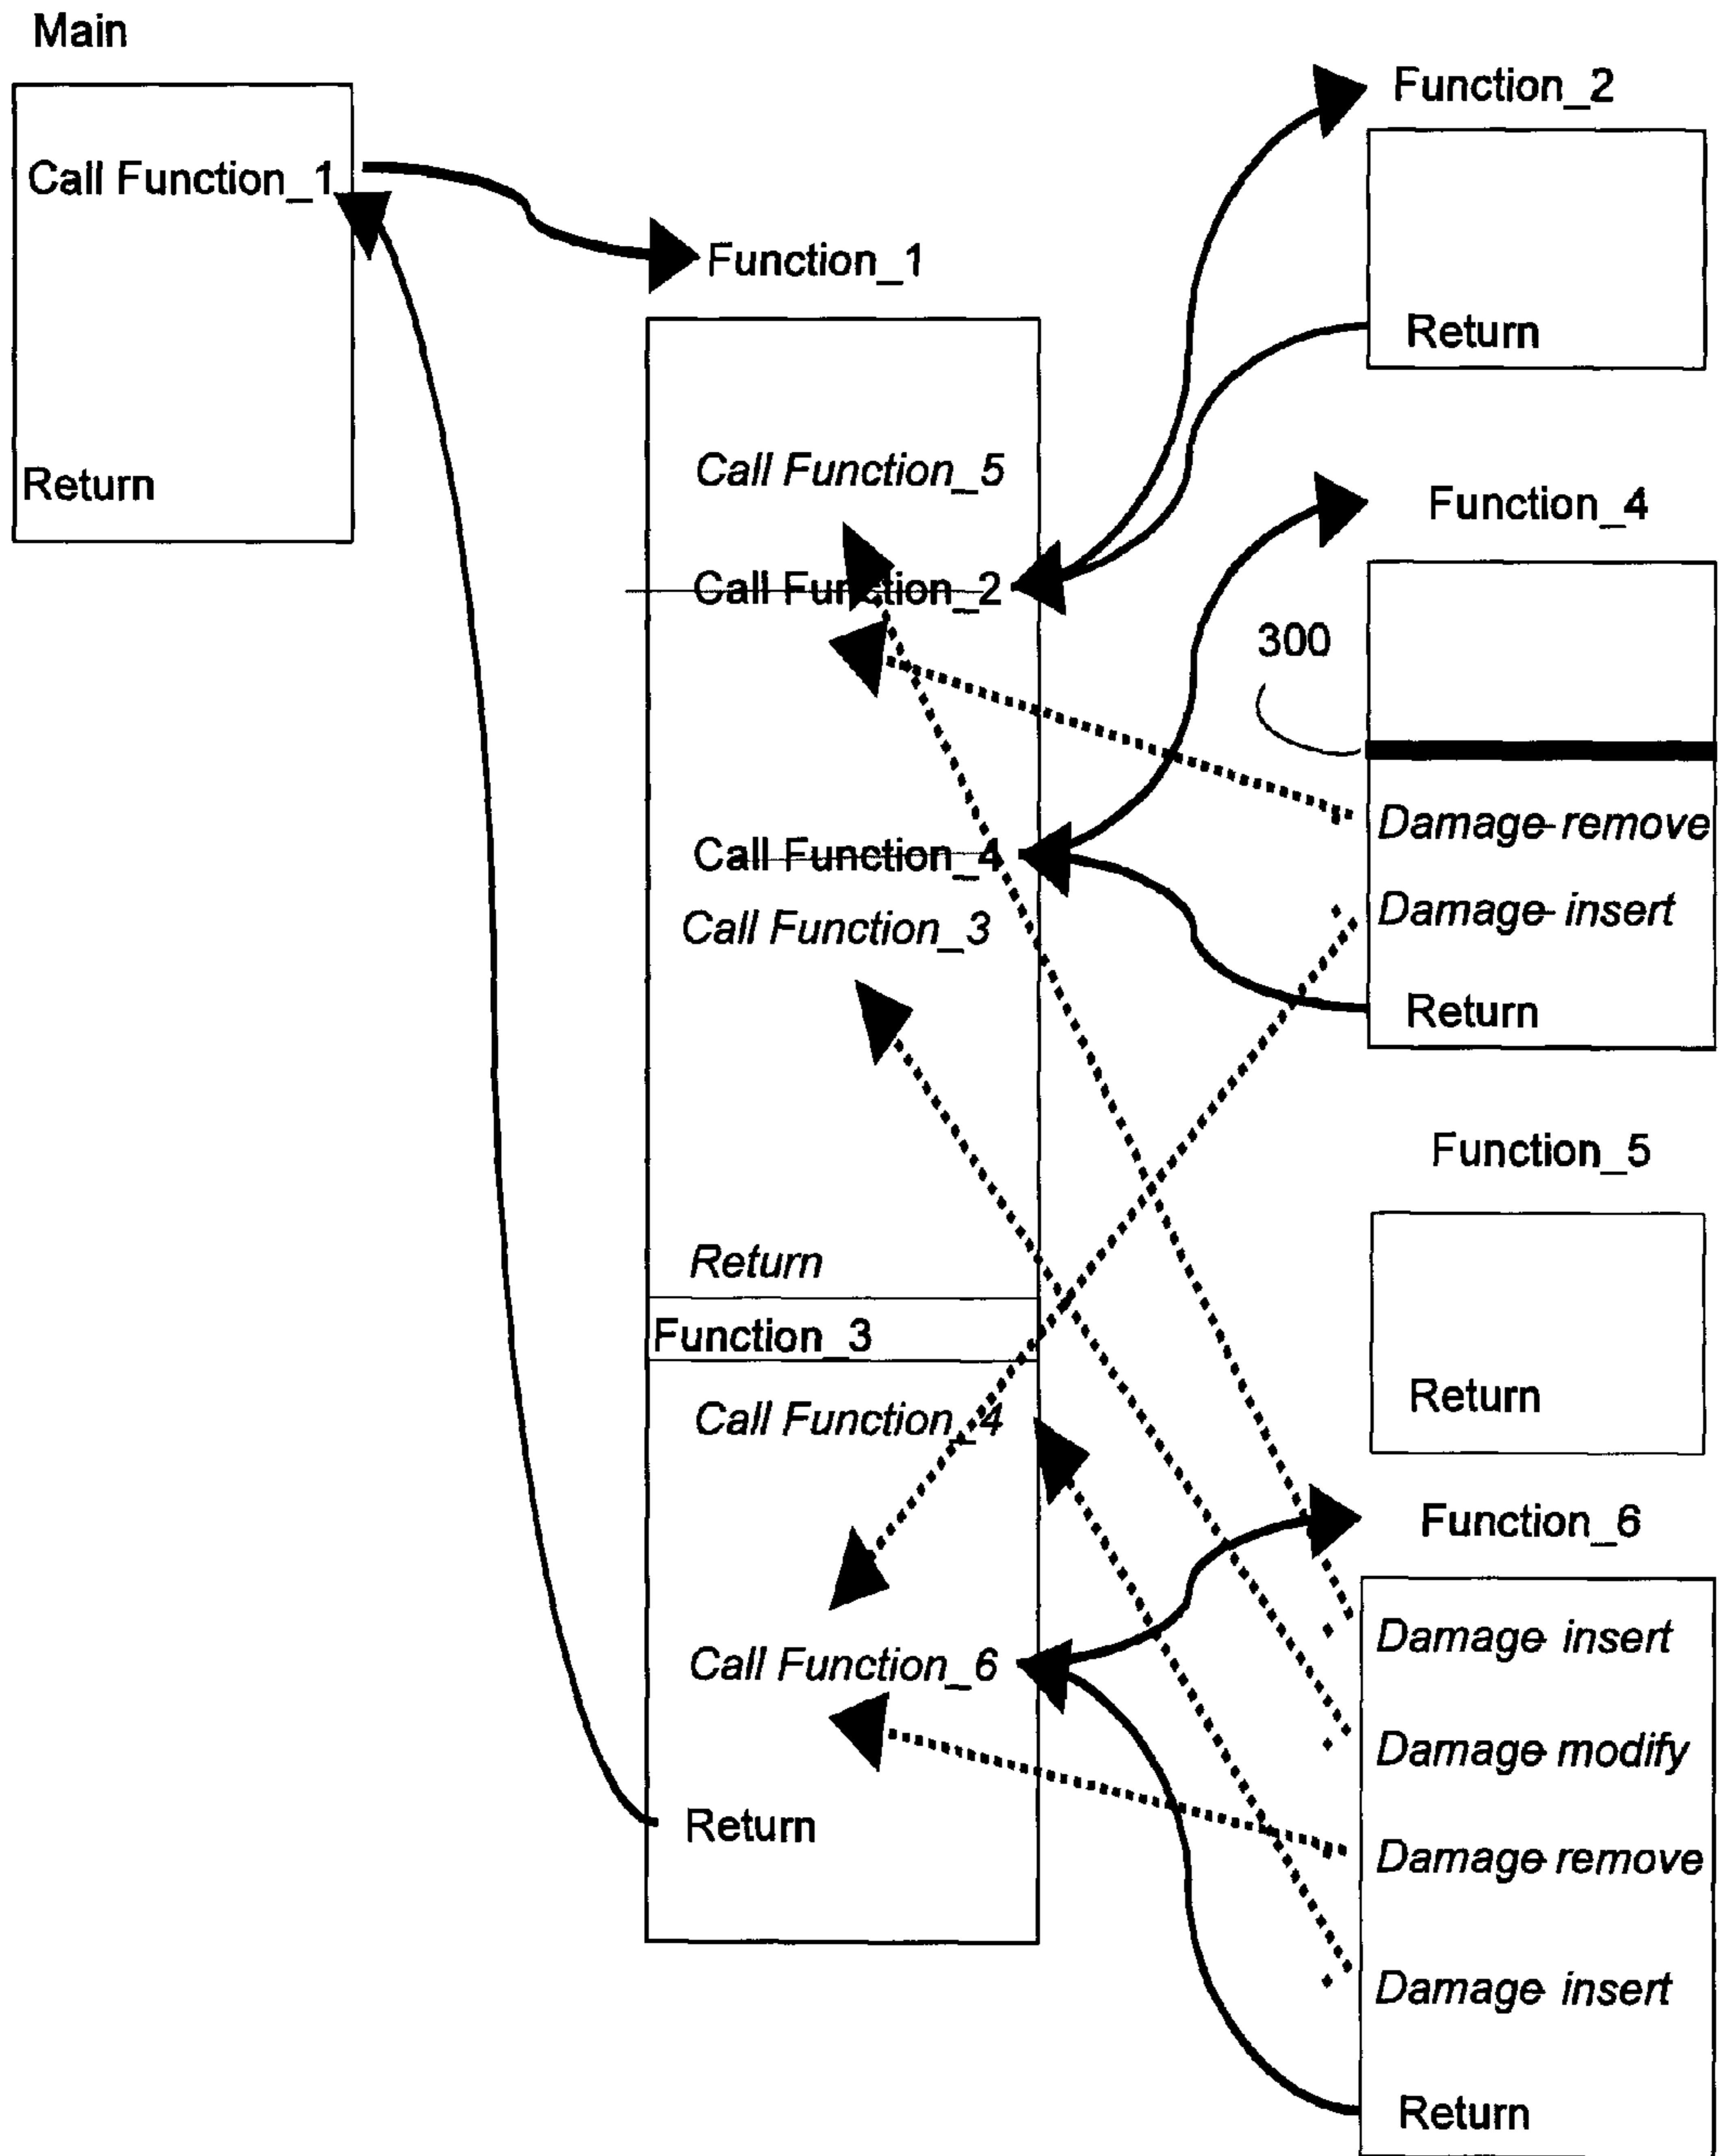 Main
Call Function_1
Return
Function_1
Call Function_5
Call Function_2
Call Function_4
Call Function_3
Return
Function_3
Call Function_4
Call Function_6
Return
Function_2
Return
Function_4
300
Damage-remove
Damage-insert
Return
Function_5
Return
Function_6
Damage insert
Damage modify
Damage remove
Damage insert
Return